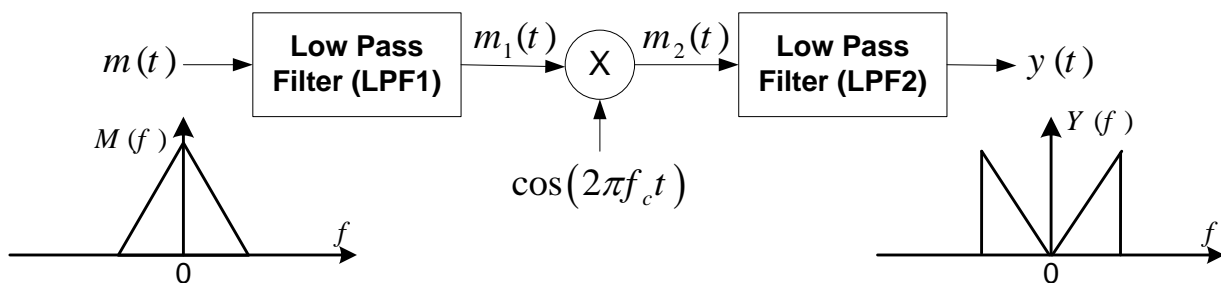 m(t)
Low Pass
Filter (LPF1)
m₁(t)
X
m₂(t)
Low Pass
Filter (LPF2)
y(t)
cos(2πf_c t)
M(f)
f
0
Y(f)
f
0